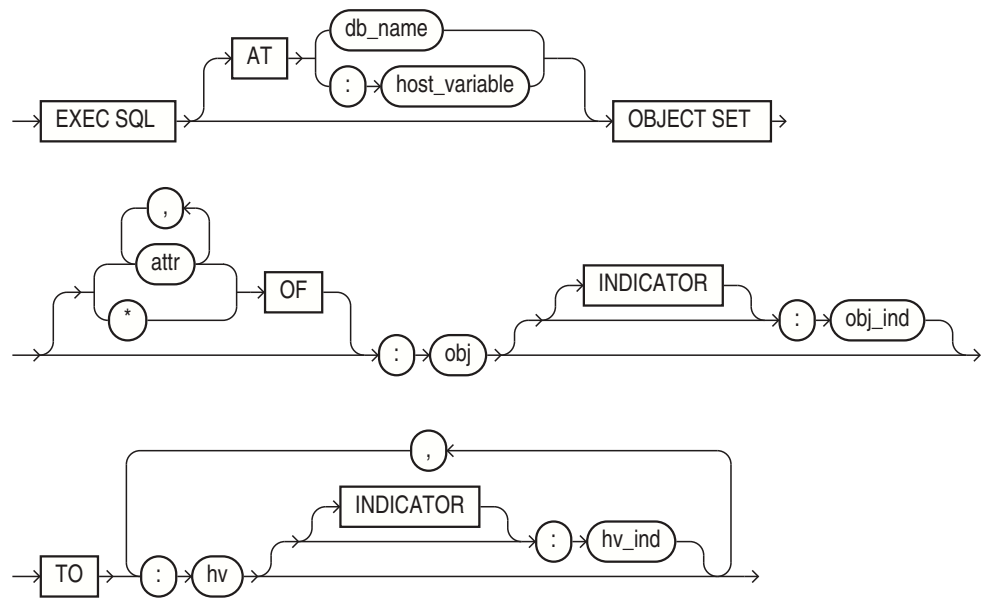 db_name
AT
: host_variable
EXEC SQL OBJECT SET
,
attr
* OF INDICATOR
: obj : obj_ind
,
INDICATOR
: hv_ind
TO : hv